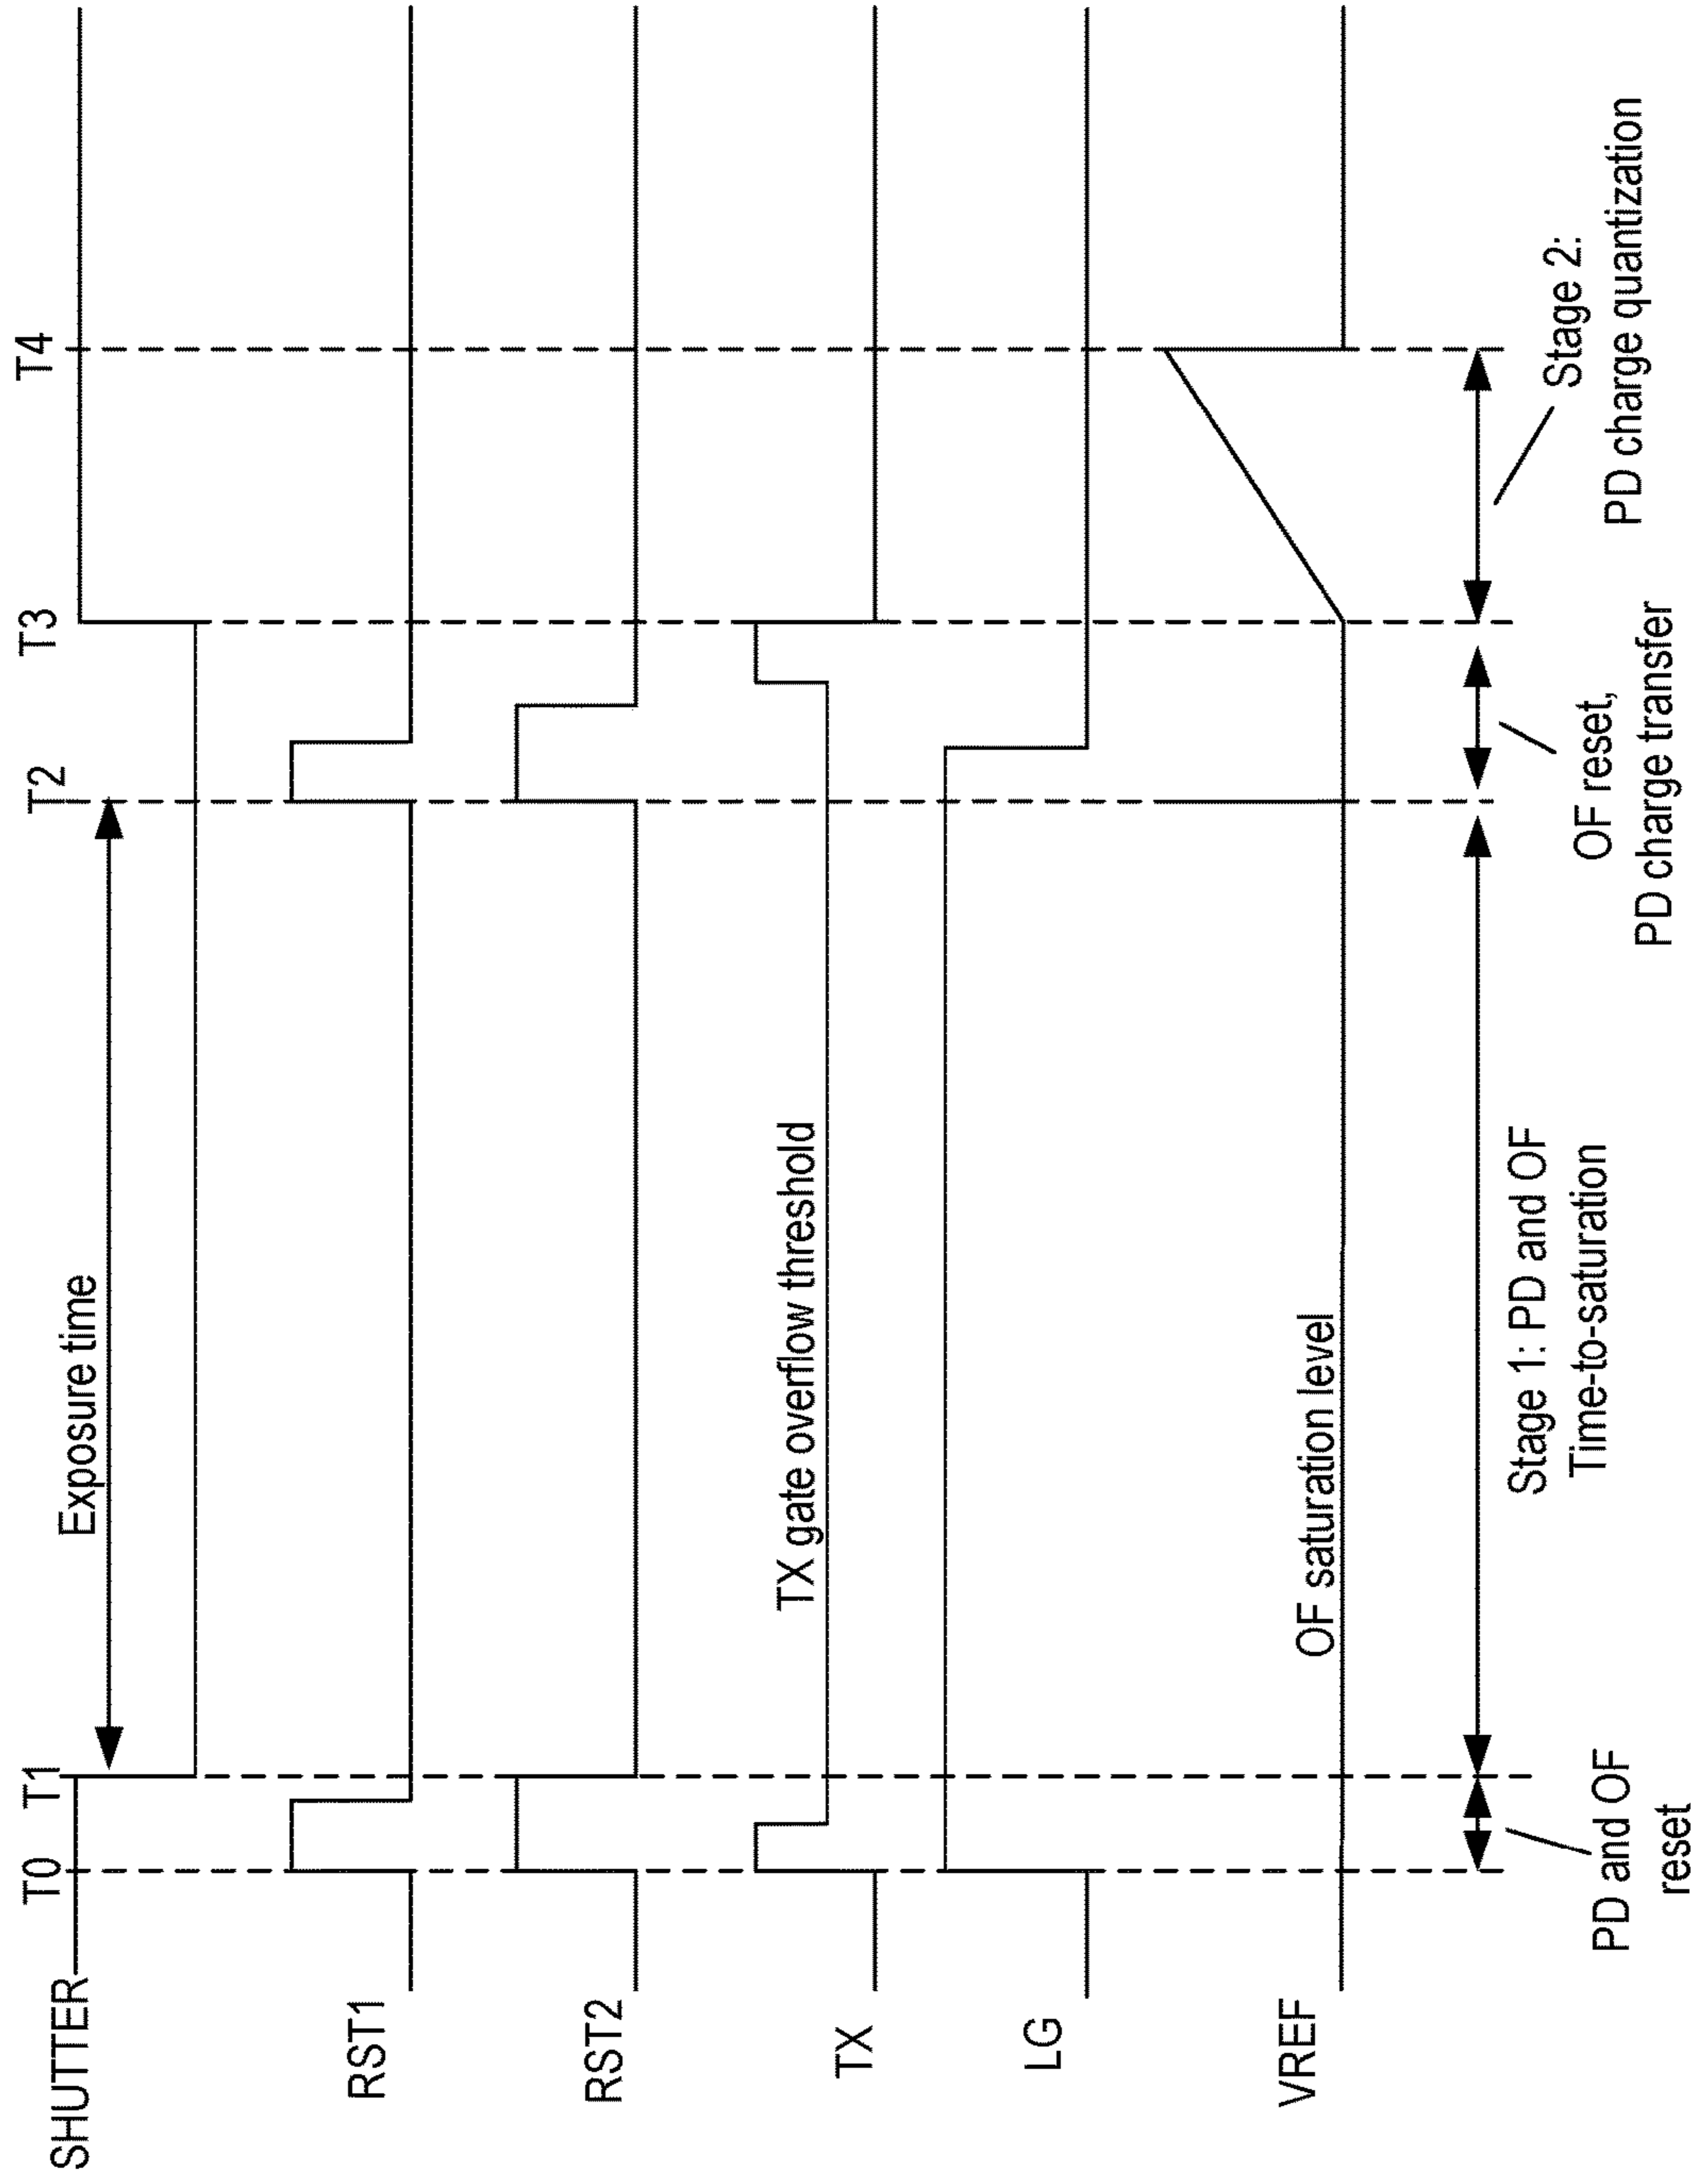 T0
T1
T2
T3
T4
SHUTTER
Exposure time
RST1
RST2
TX gate overflow threshold
TX
LG
OF saturation level
VREF
PD and OF
reset
Stage 1: PD and OF
Time-to-saturation
OF reset,
PD charge transfer
Stage 2:
PD charge quantization